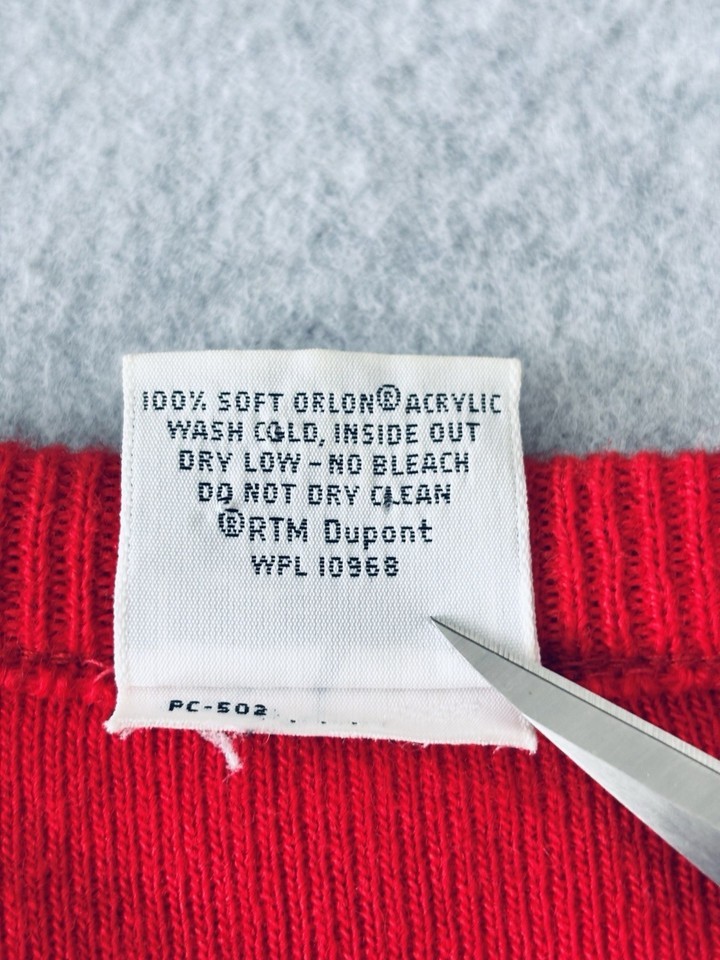 100% SOFT ORLON® ACRYLIC
WASH COLD, INSIDE OUT
DRY LOW – NO BLEACH
DO NOT DRY CLEAN
®RTM Dupont
WPL 10968
PC-502